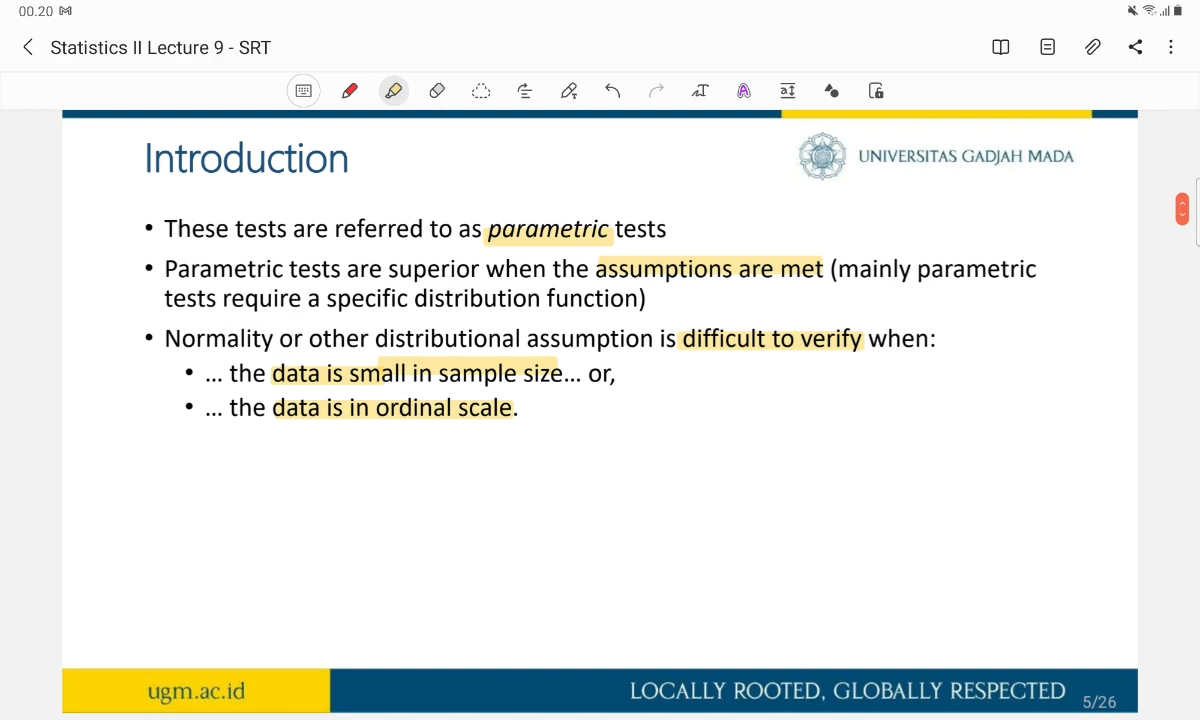 00.20
Statistics II Lecture 9 - SRT
Introduction
UNIVERSITAS GADJAH MADA
• These tests are referred to as parametric tests
• Parametric tests are superior when the assumptions are met (mainly parametric
tests require a specific distribution function)
• Normality or other distributional assumption is difficult to verify when:
• ... the data is small in sample size... or,
• ... the data is in ordinal scale.
ugm.ac.id
LOCALLY ROOTED, GLOBALLY RESPECTED
5/26